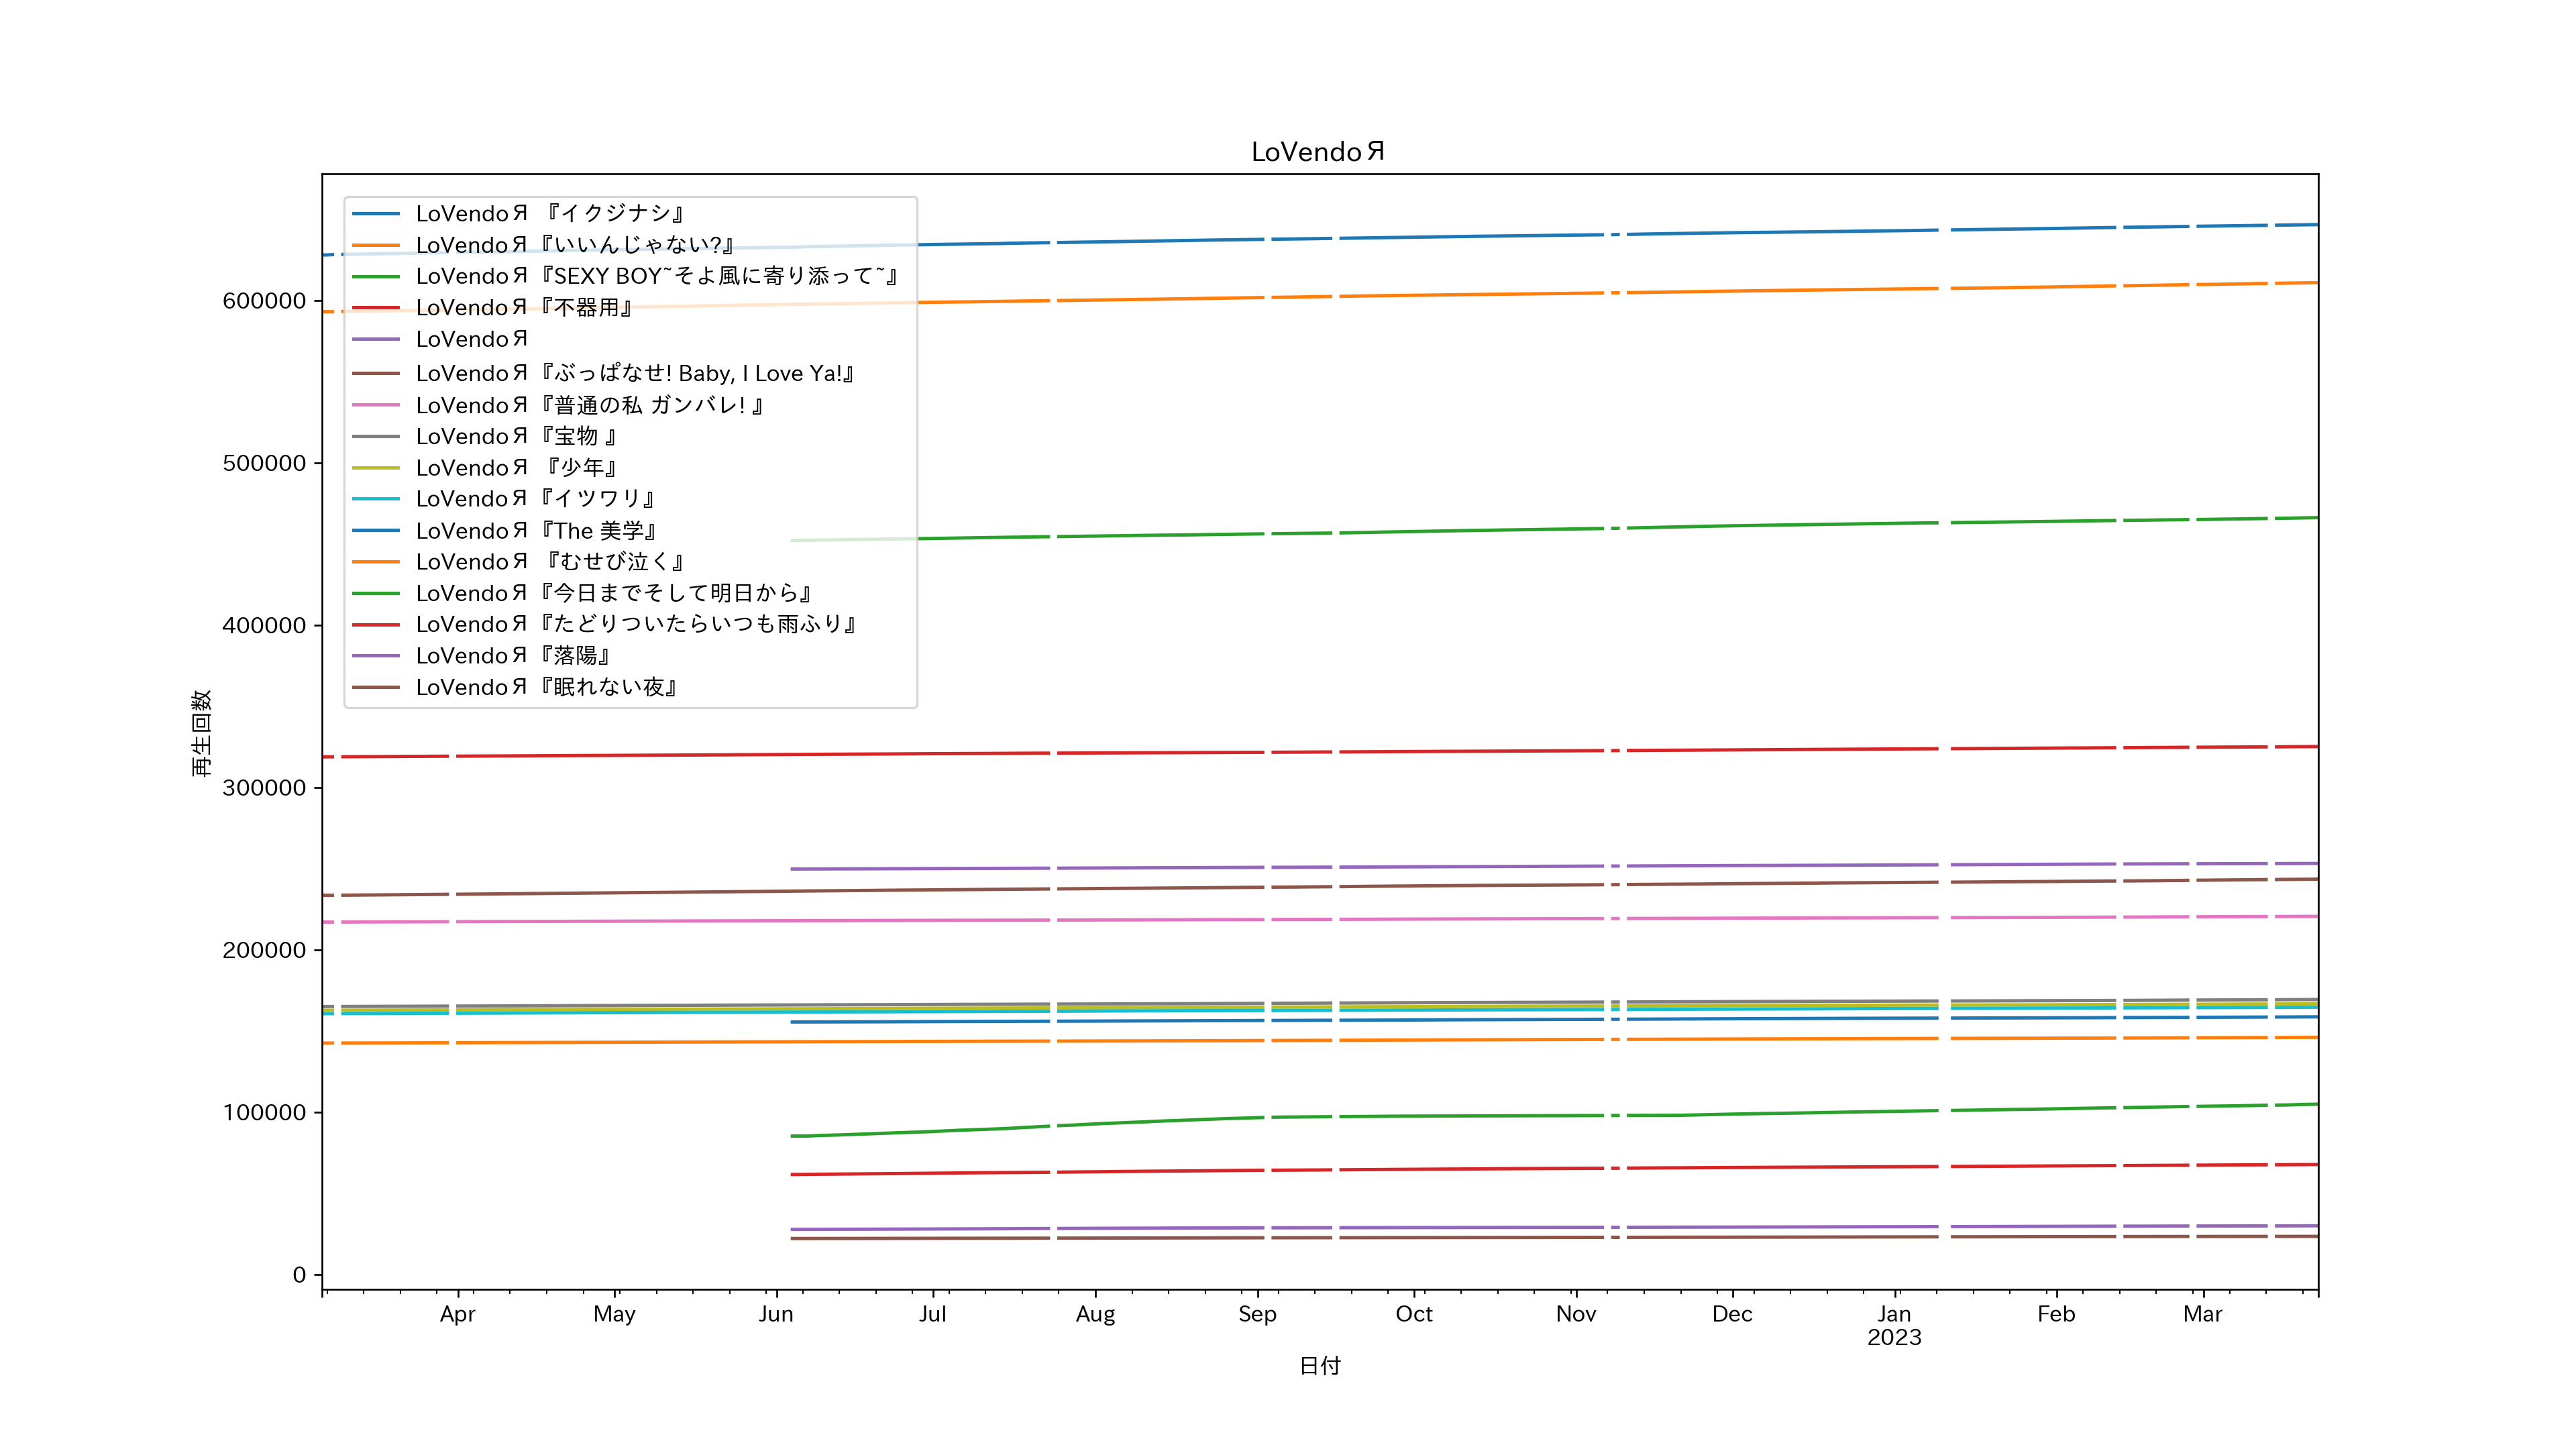 LoVendoЯ
LoVendoЯ 『イクジナシ』
LoVendoЯ『いいんじゃない?』
LoVendoЯ『SEXY BOY~そよ風に寄り添って~』
LoVendoЯ『不器用』
LoVendoЯ
LoVendoЯ『ぶっぱなせ! Baby, I Love Ya!』
LoVendoЯ『普通の私 ガンバレ! 』
LoVendoЯ『宝物 』
LoVendoЯ 『少年』
LoVendoЯ『イツワリ』
LoVendoЯ『The 美学』
LoVendoЯ 『むせび泣く』
LoVendoЯ『今日までそして明日から』
LoVendoЯ『たどりついたらいつも雨ふり』
LoVendoЯ『落陽』
LoVendoЯ『眠れない夜』
600000
500000
400000
300000
200000
100000
0
再生回数
Apr May Jun Jul Aug Sep Oct Nov Dec Jan Feb Mar
2023
日付